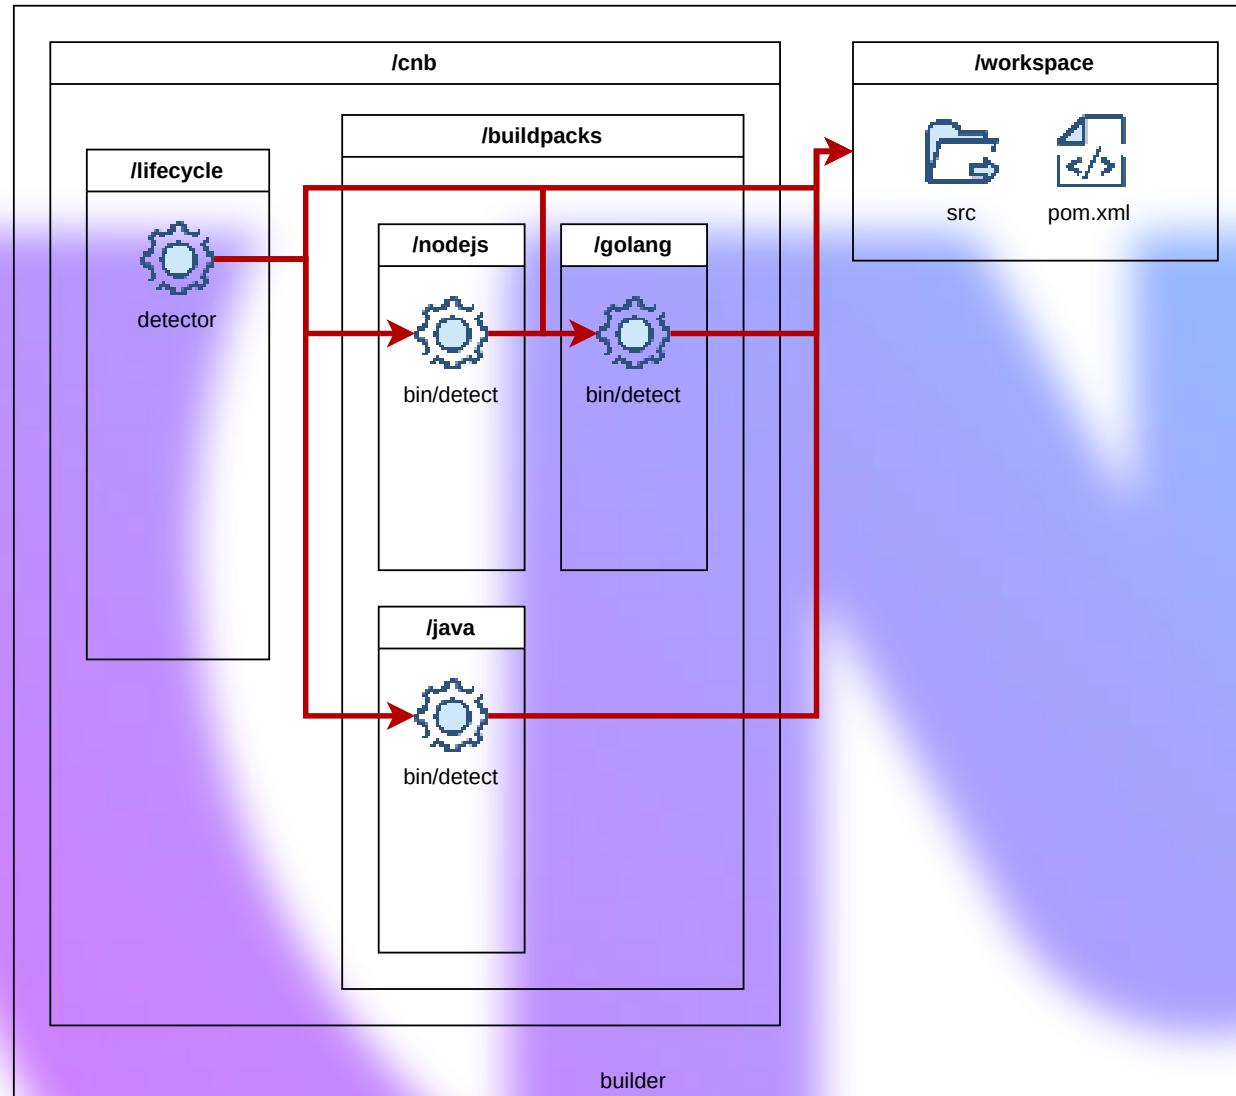 /cnb
/workspace
/buildpacks
/lifecycle
src
pom.xml
/nodejs
/golang
detector
bin/detect
bin/detect
/java
bin/detect
builder